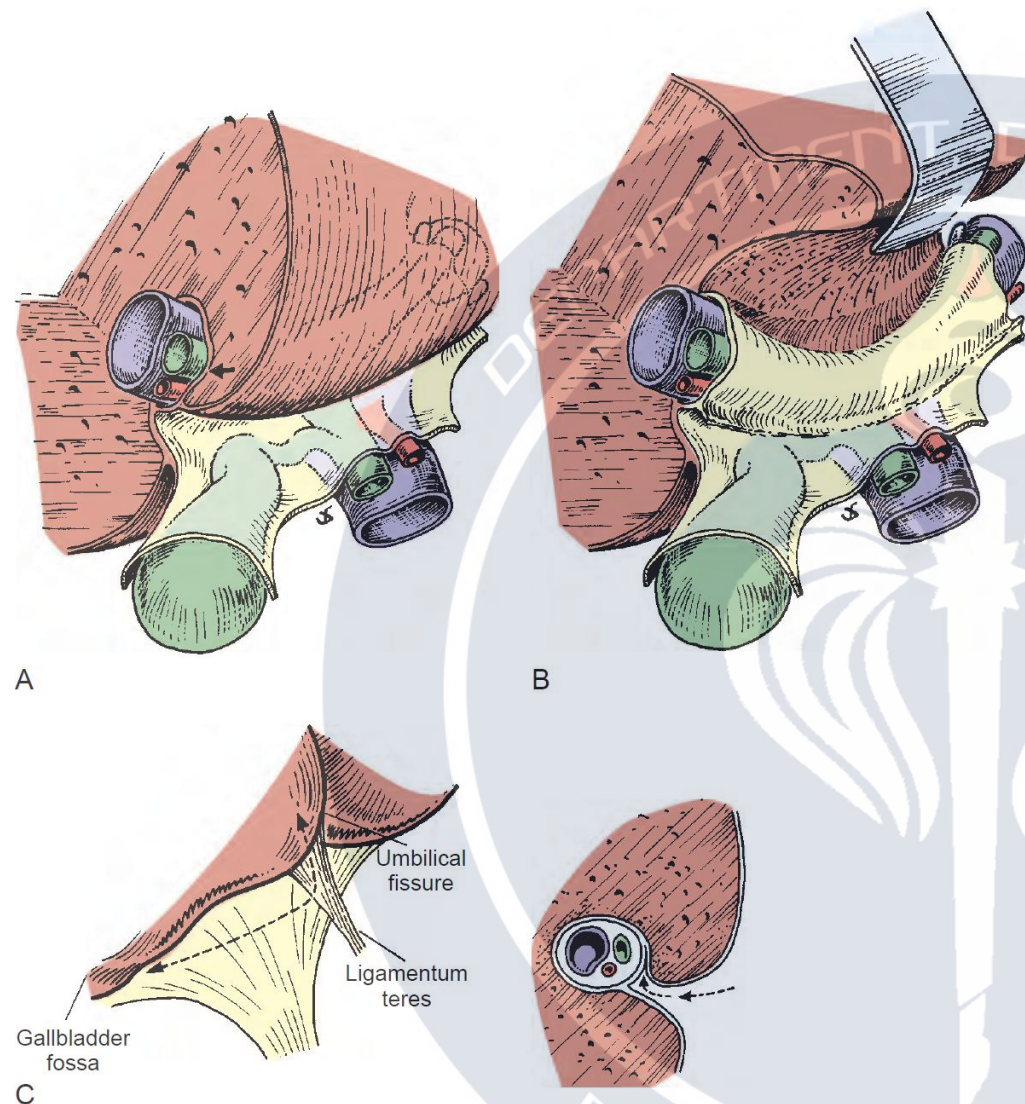 A
B
Umbilical
fissure
Ligamentum
teres
Gallbladder
fossa
C